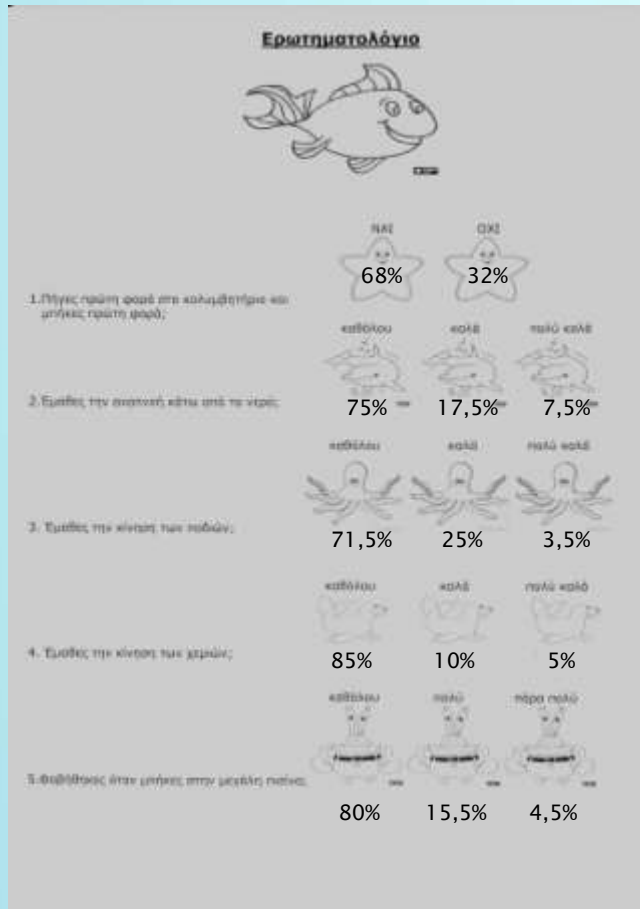 Ερωτηματολόγιο
ΝΑΙ ΟΧΙ
68% 32%
1.Πήγες πρώτη φορά στο κολυμβητήριο και
μπήκες πρώτη φορά;
καθόλου καλά πολύ καλά
2.Έμαθες την αναπνοή κάτω από το νερό;
75% 17,5% 7,5%
καθόλου καλά πολύ καλά
3. Έμαθες την κίνηση των ποδιών;
71,5% 25% 3,5%
καθόλου καλά πολύ καλά
4. Έμαθες την κίνηση των χεριών;
85% 10% 5%
καθόλου πολύ πάρα πολύ
5.Φοβήθηκες όταν μπήκες στην μεγάλη πισίνα;
80% 15,5% 4,5%